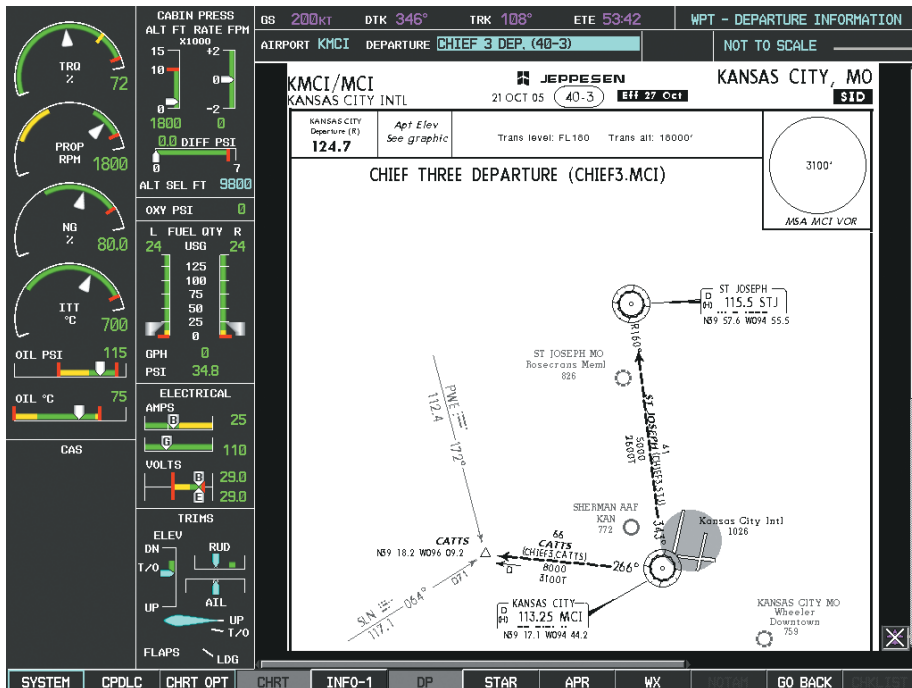 GS 200KT DTK 346° TRK 108° ETE 53:42 WPT - DEPARTURE INFORMATION
AIRPORT KMCI DEPARTURE CHIEF 3 DEP. (40-3) NOT TO SCALE
TRQ
%
72
PROP
RPM
1800
NG
%
80.0
ITT
°C
700
OIL PSI 115
OIL °C 75
CAS
CABIN PRESS
ALT FT RATE FPM
X1000
15 +2
10
0
0 -2
1800 0
0.0 DIFF PSI
0 7
ALT SEL FT 9800
OXY PSI 0
L FUEL QTY R
24 USG 24
125
100
75
50
25
0
GPH 0
PSI 34.8
ELECTRICAL
AMPS
B 25
G 110
VOLTS
B 29.0
E 29.0
TRIMS
ELEV
DN RUD
T/O
UP AIL
UP
T/O
FLAPS LDG
KMCI/MCI
KANSAS CITY INTL
JEPPESEN
21 OCT 05 40-3 Eff 27 Oct
KANSAS CITY, MO
SID
KANSAS CITY
Departure (R)
124.7
Apt Elev
See graphic
Trans level: FL180 Trans alt: 18000'
3100'
MSA MCI VOR
CHIEF THREE DEPARTURE (CHIEF3.MCI)
ST JOSEPH
D
(H) 115.5 STJ
N39 57.6 W094 55.5
R160°
ST JOSEPH MO
Rosecrans Meml
826
ST JOSEPH
(CHIEF3.STJ)
61
5000
2600T
343°
PWE
112.4
172°
SHERMAN AAF
KAN
772
Kansas City Intl
1026
CATTS
N39 18.2 W096 09.2
66
CATTS
(CHIEF3.CATTS)
8000
3100T
266°
D
SLN
117.1
064°
D71
KANSAS CITY
D
(H) 113.25 MCI
N39 17.1 W094 44.2
KANSAS CITY MO
Wheeler
Downtown
759
SYSTEM CPDLC CHRT OPT CHRT INFO-1 DP STAR APR WX NOTAM GO BACK CHKLIST